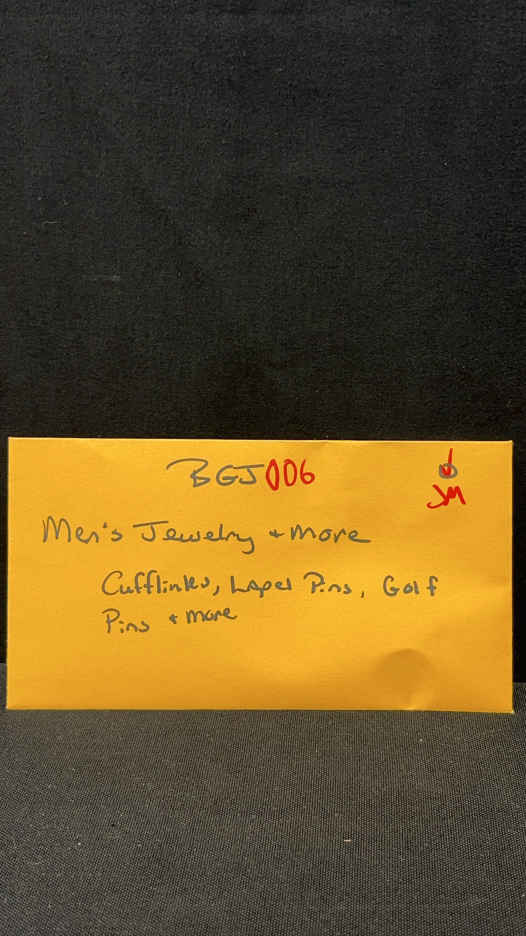 BGJ006
JM
Men's Jewelry + more
Cufflinks, Lapel Pins, Golf
Pins + more